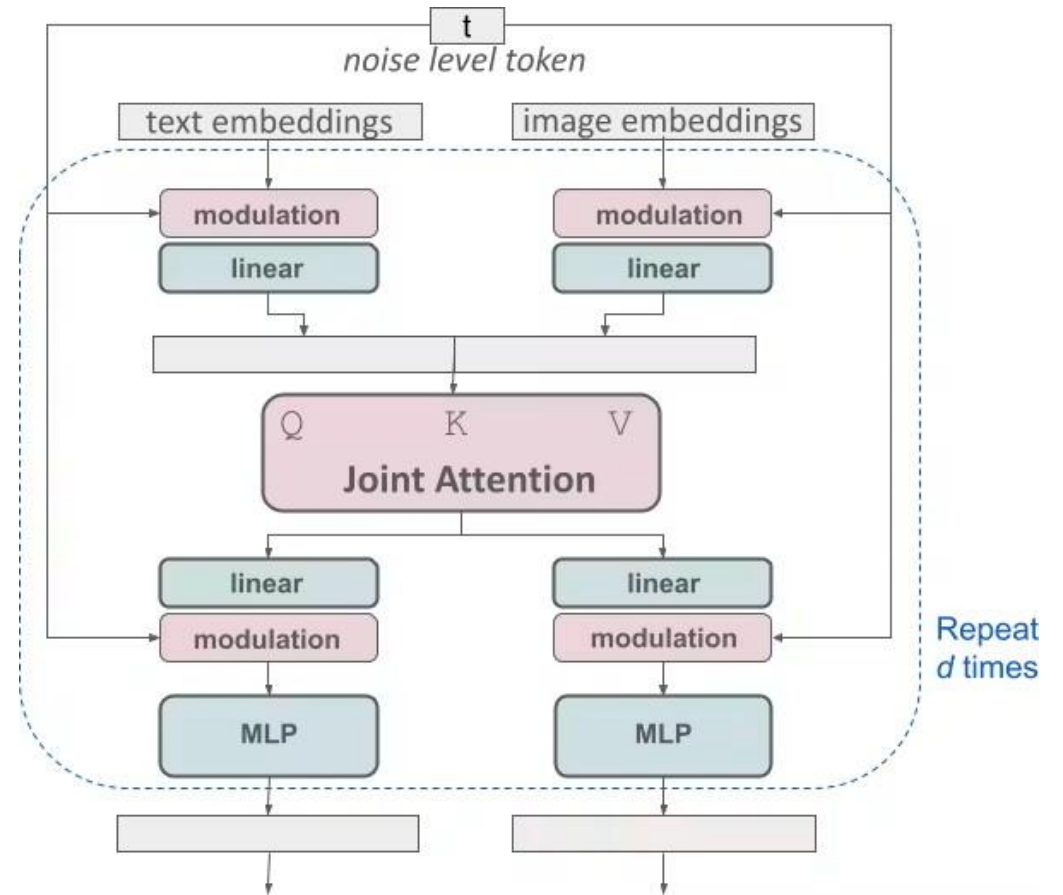 t
noise level token
text embeddings
image embeddings
modulation
modulation
linear
linear
Q K V
Joint Attention
linear
linear
modulation
modulation
Repeat
d times
MLP
MLP